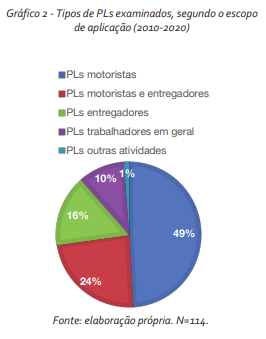 Gráfico 2 - Tipos de PLs examinados, segundo o escopo
de aplicação (2010-2020)
PLs motoristas
PLs motoristas e entregadores
PLs entregadores
PLs trabalhadores em geral
PLs outras atividades
10%
1%
16%
49%
24%
Fonte: elaboração própria. N=114.